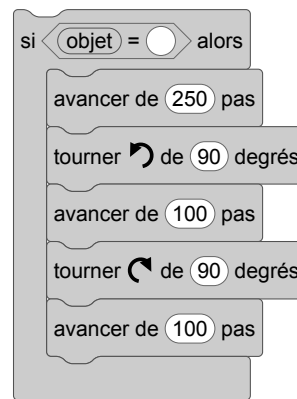 si objet = alors
avancer de 250 pas
tourner de 90 degrés
avancer de 100 pas
tourner de 90 degrés
avancer de 100 pas